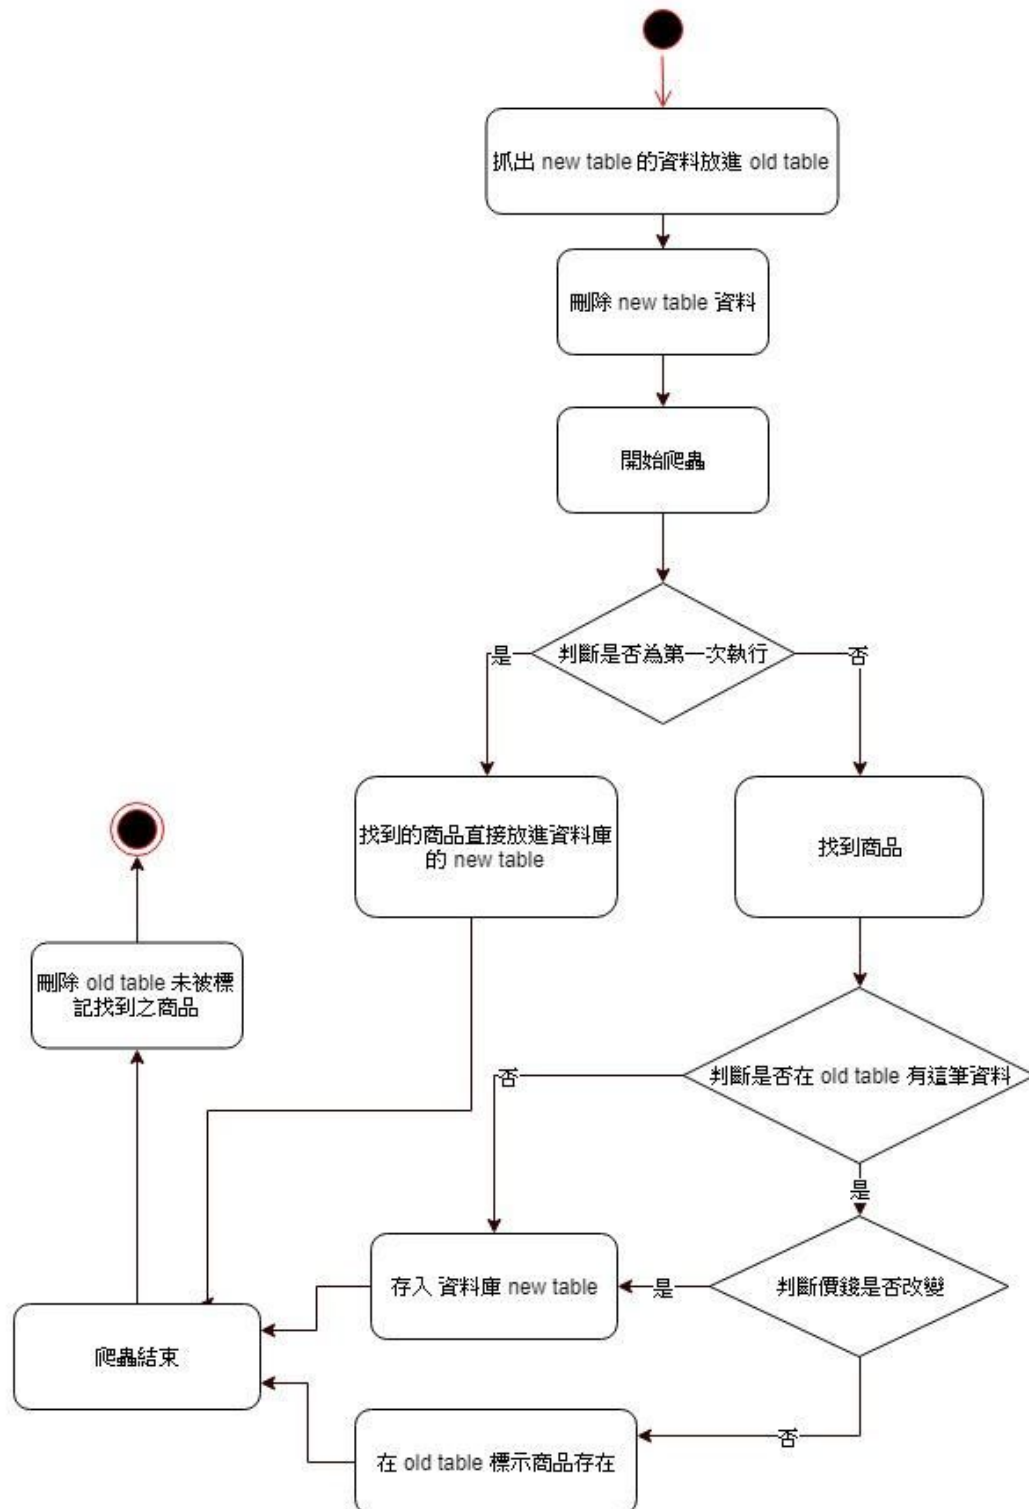 抓出 new table 的資料放進 old table
刪除 new table 資料
開始爬蟲
判斷是否為第一次執行
是
否
找到的商品直接放進資料庫
的 new table
找到商品
刪除 old table 未被標
記找到之商品
判斷是否在 old table 有這筆資料
否
是
存入 資料庫 new table
是
判斷價錢是否改變
爬蟲結束
否
在 old table 標示商品存在